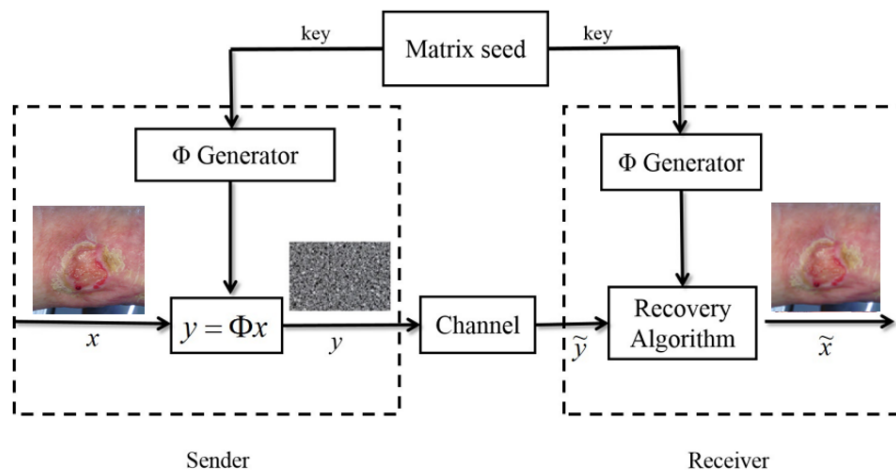 key
Matrix seed
key
Φ Generator
Φ Generator
x
y = Φx
y
Channel
ỹ
Recovery
Algorithm
x̃
Sender
Receiver